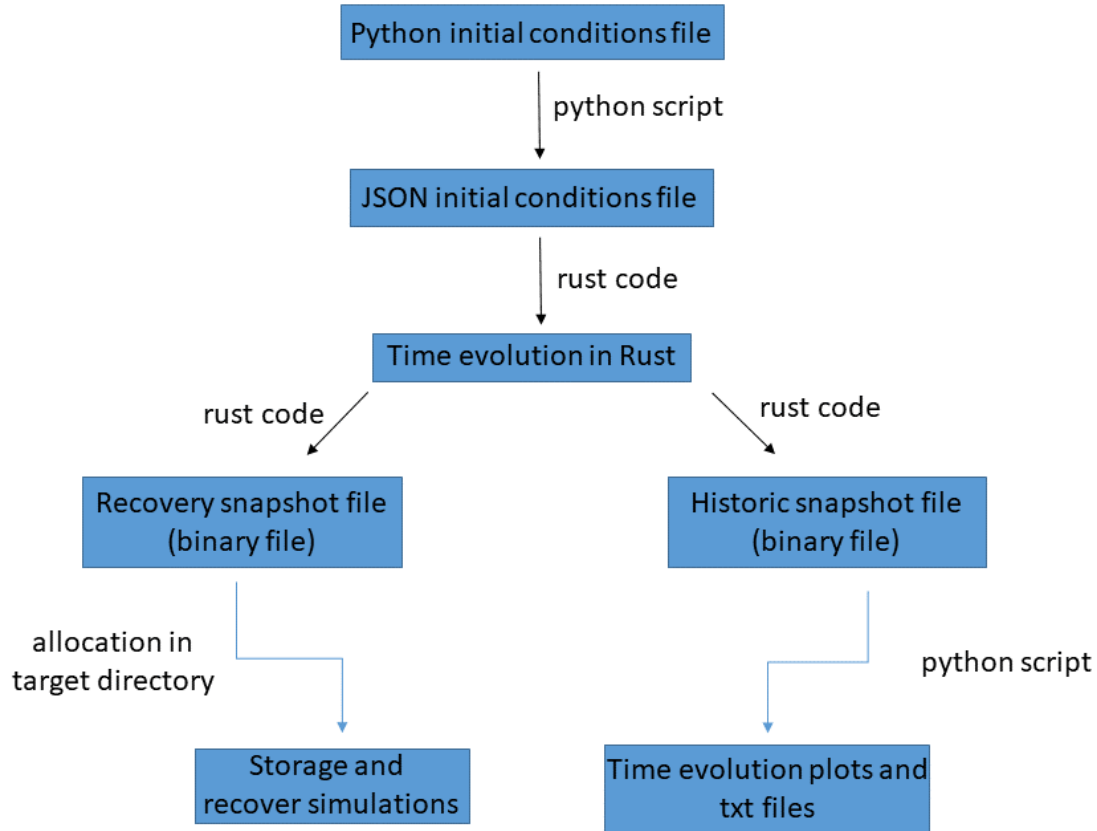 Python initial conditions file
python script
JSON initial conditions file
rust code
Time evolution in Rust
rust code
rust code
Recovery snapshot file
(binary file)
Historic snapshot file
(binary file)
allocation in
target directory
python script
Storage and
recover simulations
Time evolution plots and
txt files